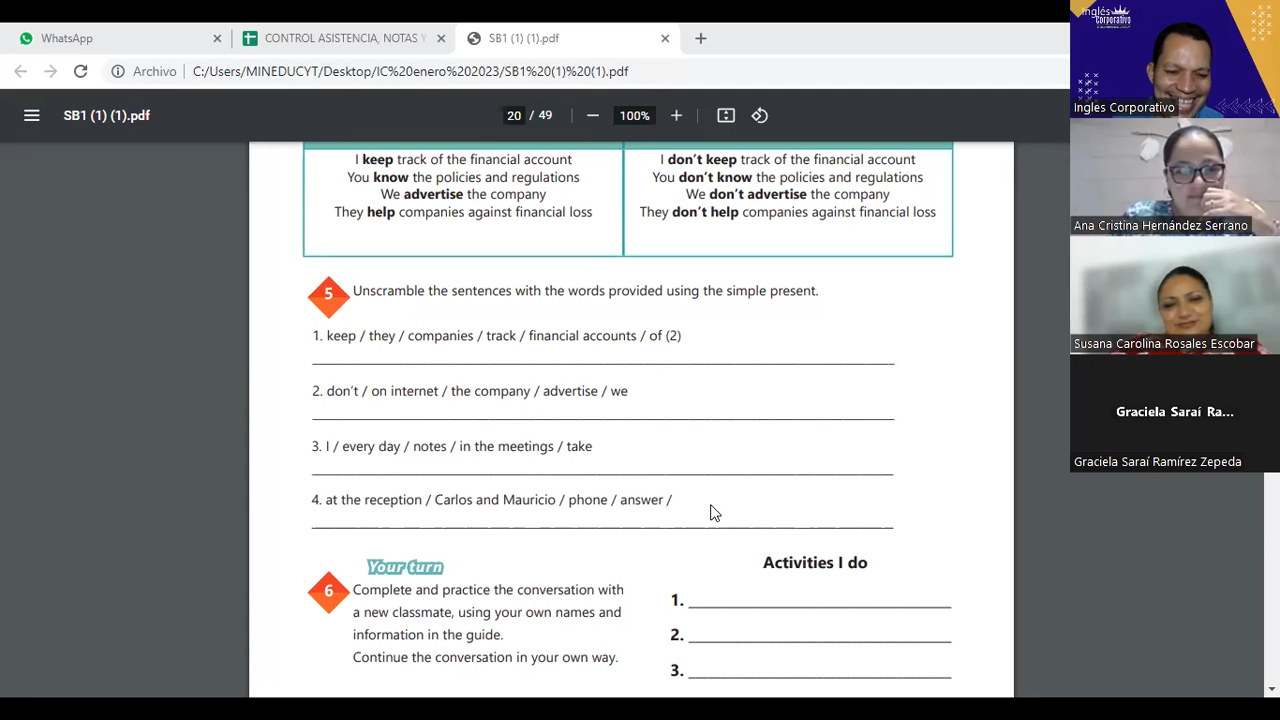 WhatsApp
CONTROL ASISTENCIA, NOTAS Y
SB1 (1) (1).pdf
Archivo
C:/Users/MINEDUCYT/Desktop/IC%20enero%202023/SB1%20(1)%20(1).pdf
SB1 (1) (1).pdf
20 / 49
100%
I keep track of the financial account
You know the policies and regulations
We advertise the company
They help companies against financial loss
I don't keep track of the financial account
You don't know the policies and regulations
We don't advertise the company
They don't help companies against financial loss
5 Unscramble the sentences with the words provided using the simple present.
1. keep / they / companies / track / financial accounts / of (2)
2. don't / on internet / the company / advertise / we
3. I / every day / notes / in the meetings / take
4. at the reception / Carlos and Mauricio / phone / answer /
Your turn
6 Complete and practice the conversation with
a new classmate, using your own names and
information in the guide.
Continue the conversation in your own way.
Activities I do
1.
2.
3.
Inglés
Corporativo
Ingles Corporativo
Ana Cristina Hernández Serrano
Susana Carolina Rosales Escobar
Graciela Saraí Ra...
Graciela Saraí Ramírez Zepeda